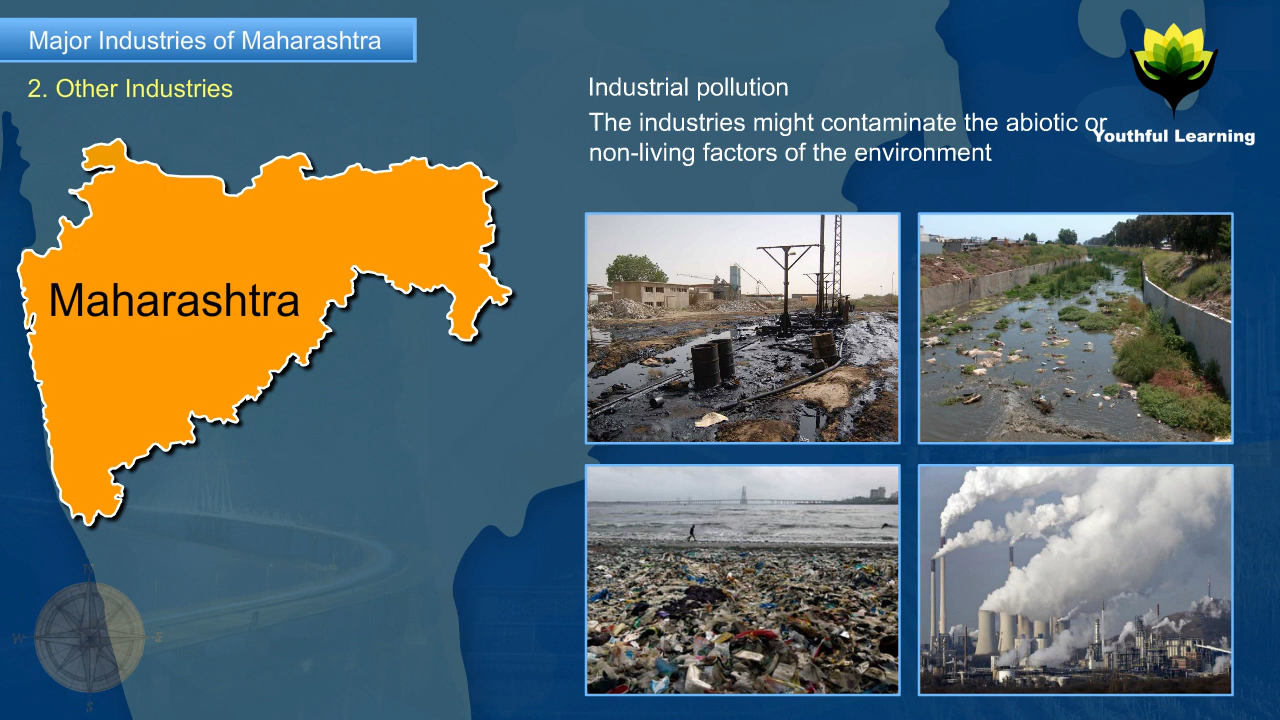 Major Industries of Maharashtra
2. Other Industries
Industrial pollution
The industries might contaminate the abiotic or
non-living factors of the environment
Youthful Learning
Maharashtra
N
W
E
S